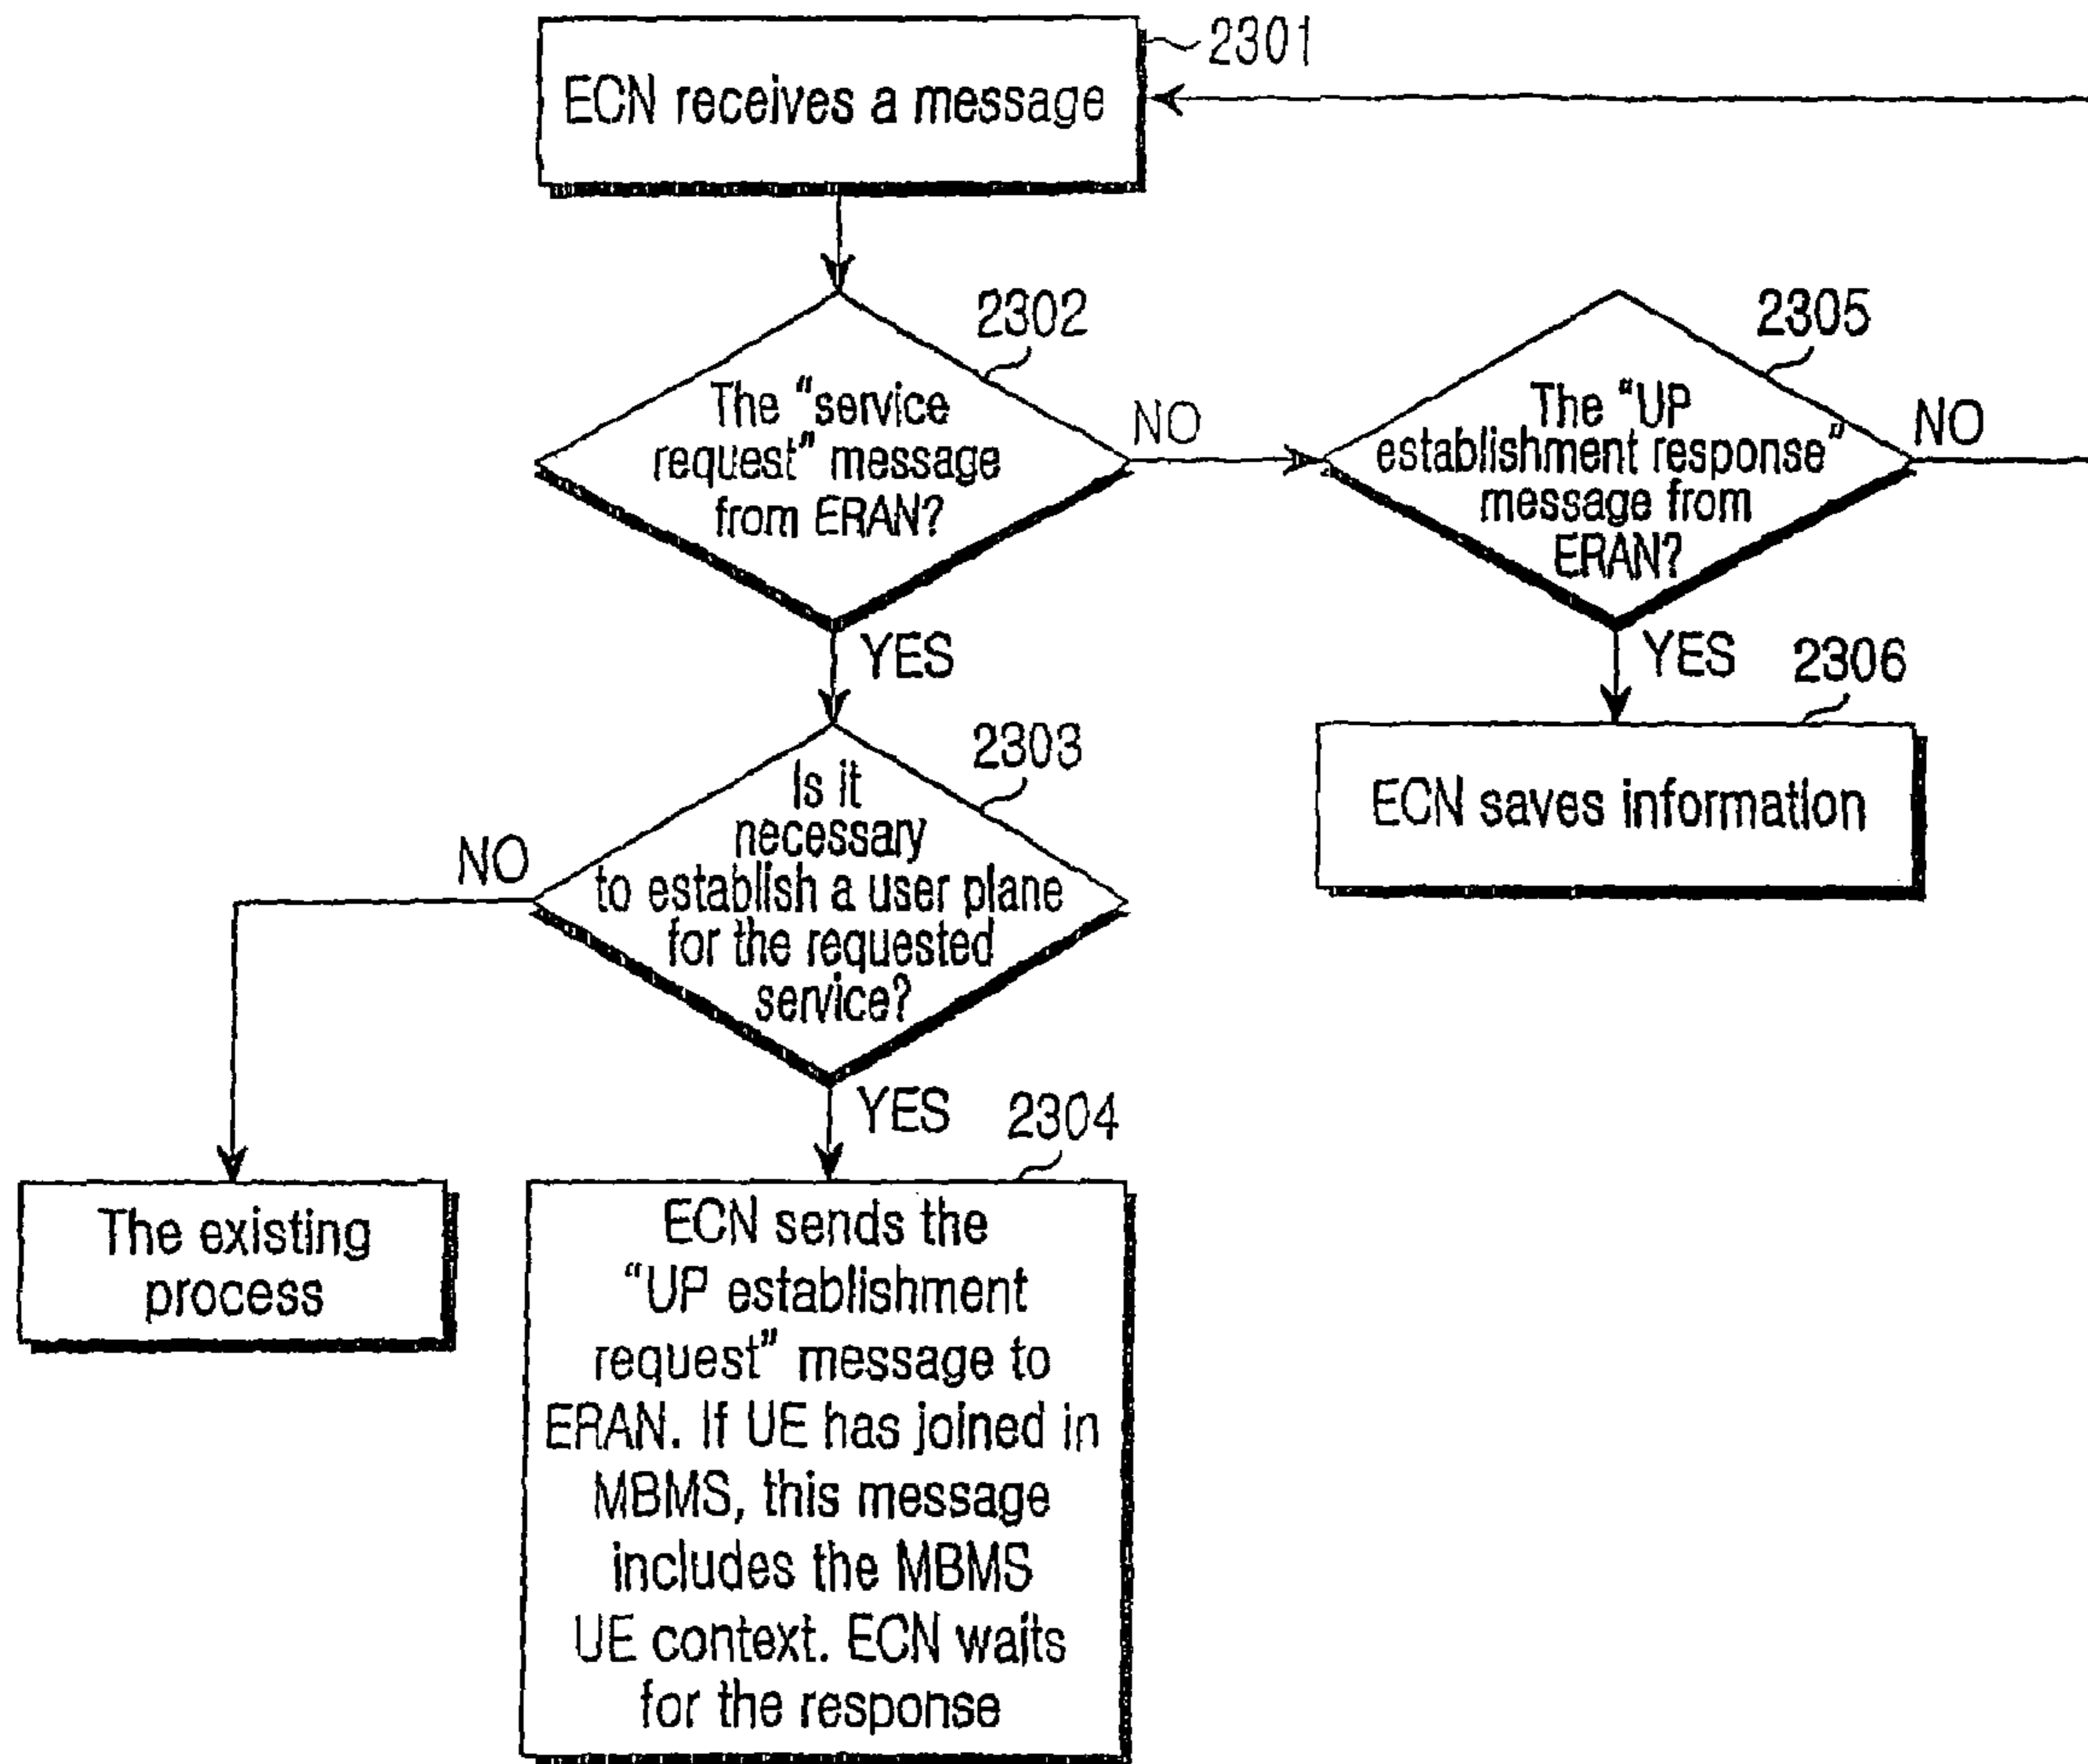 2301
ECN receives a message
2302
The “service
request” message
from ERAN?
NO
2305
The “UP
establishment response”
message from
ERAN?
NO
YES
YES
2306
ECN saves information
2303
Is it
necessary
to establish a user plane
for the requested
service?
NO
YES
2304
The existing
process
ECN sends the
“UP establishment
request” message to
ERAN. If UE has joined in
MBMS, this message
includes the MBMS
UE context. ECN waits
for the response